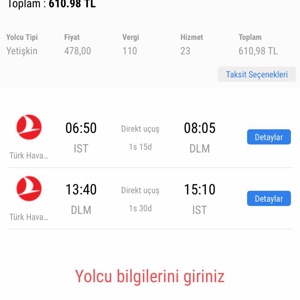 Toplam : 610.98 TL
Yolcu Tipi Fiyat Vergi Hizmet Toplam
Yetişkin 478,00 110 23 610,98 TL
Taksit Seçenekleri
06:50 Direkt uçuş 08:05 Detaylar
IST 1s 15d DLM
Türk Hava...
13:40 Direkt uçuş 15:10 Detaylar
DLM 1s 30d IST
Türk Hava...
Yolcu bilgilerini giriniz